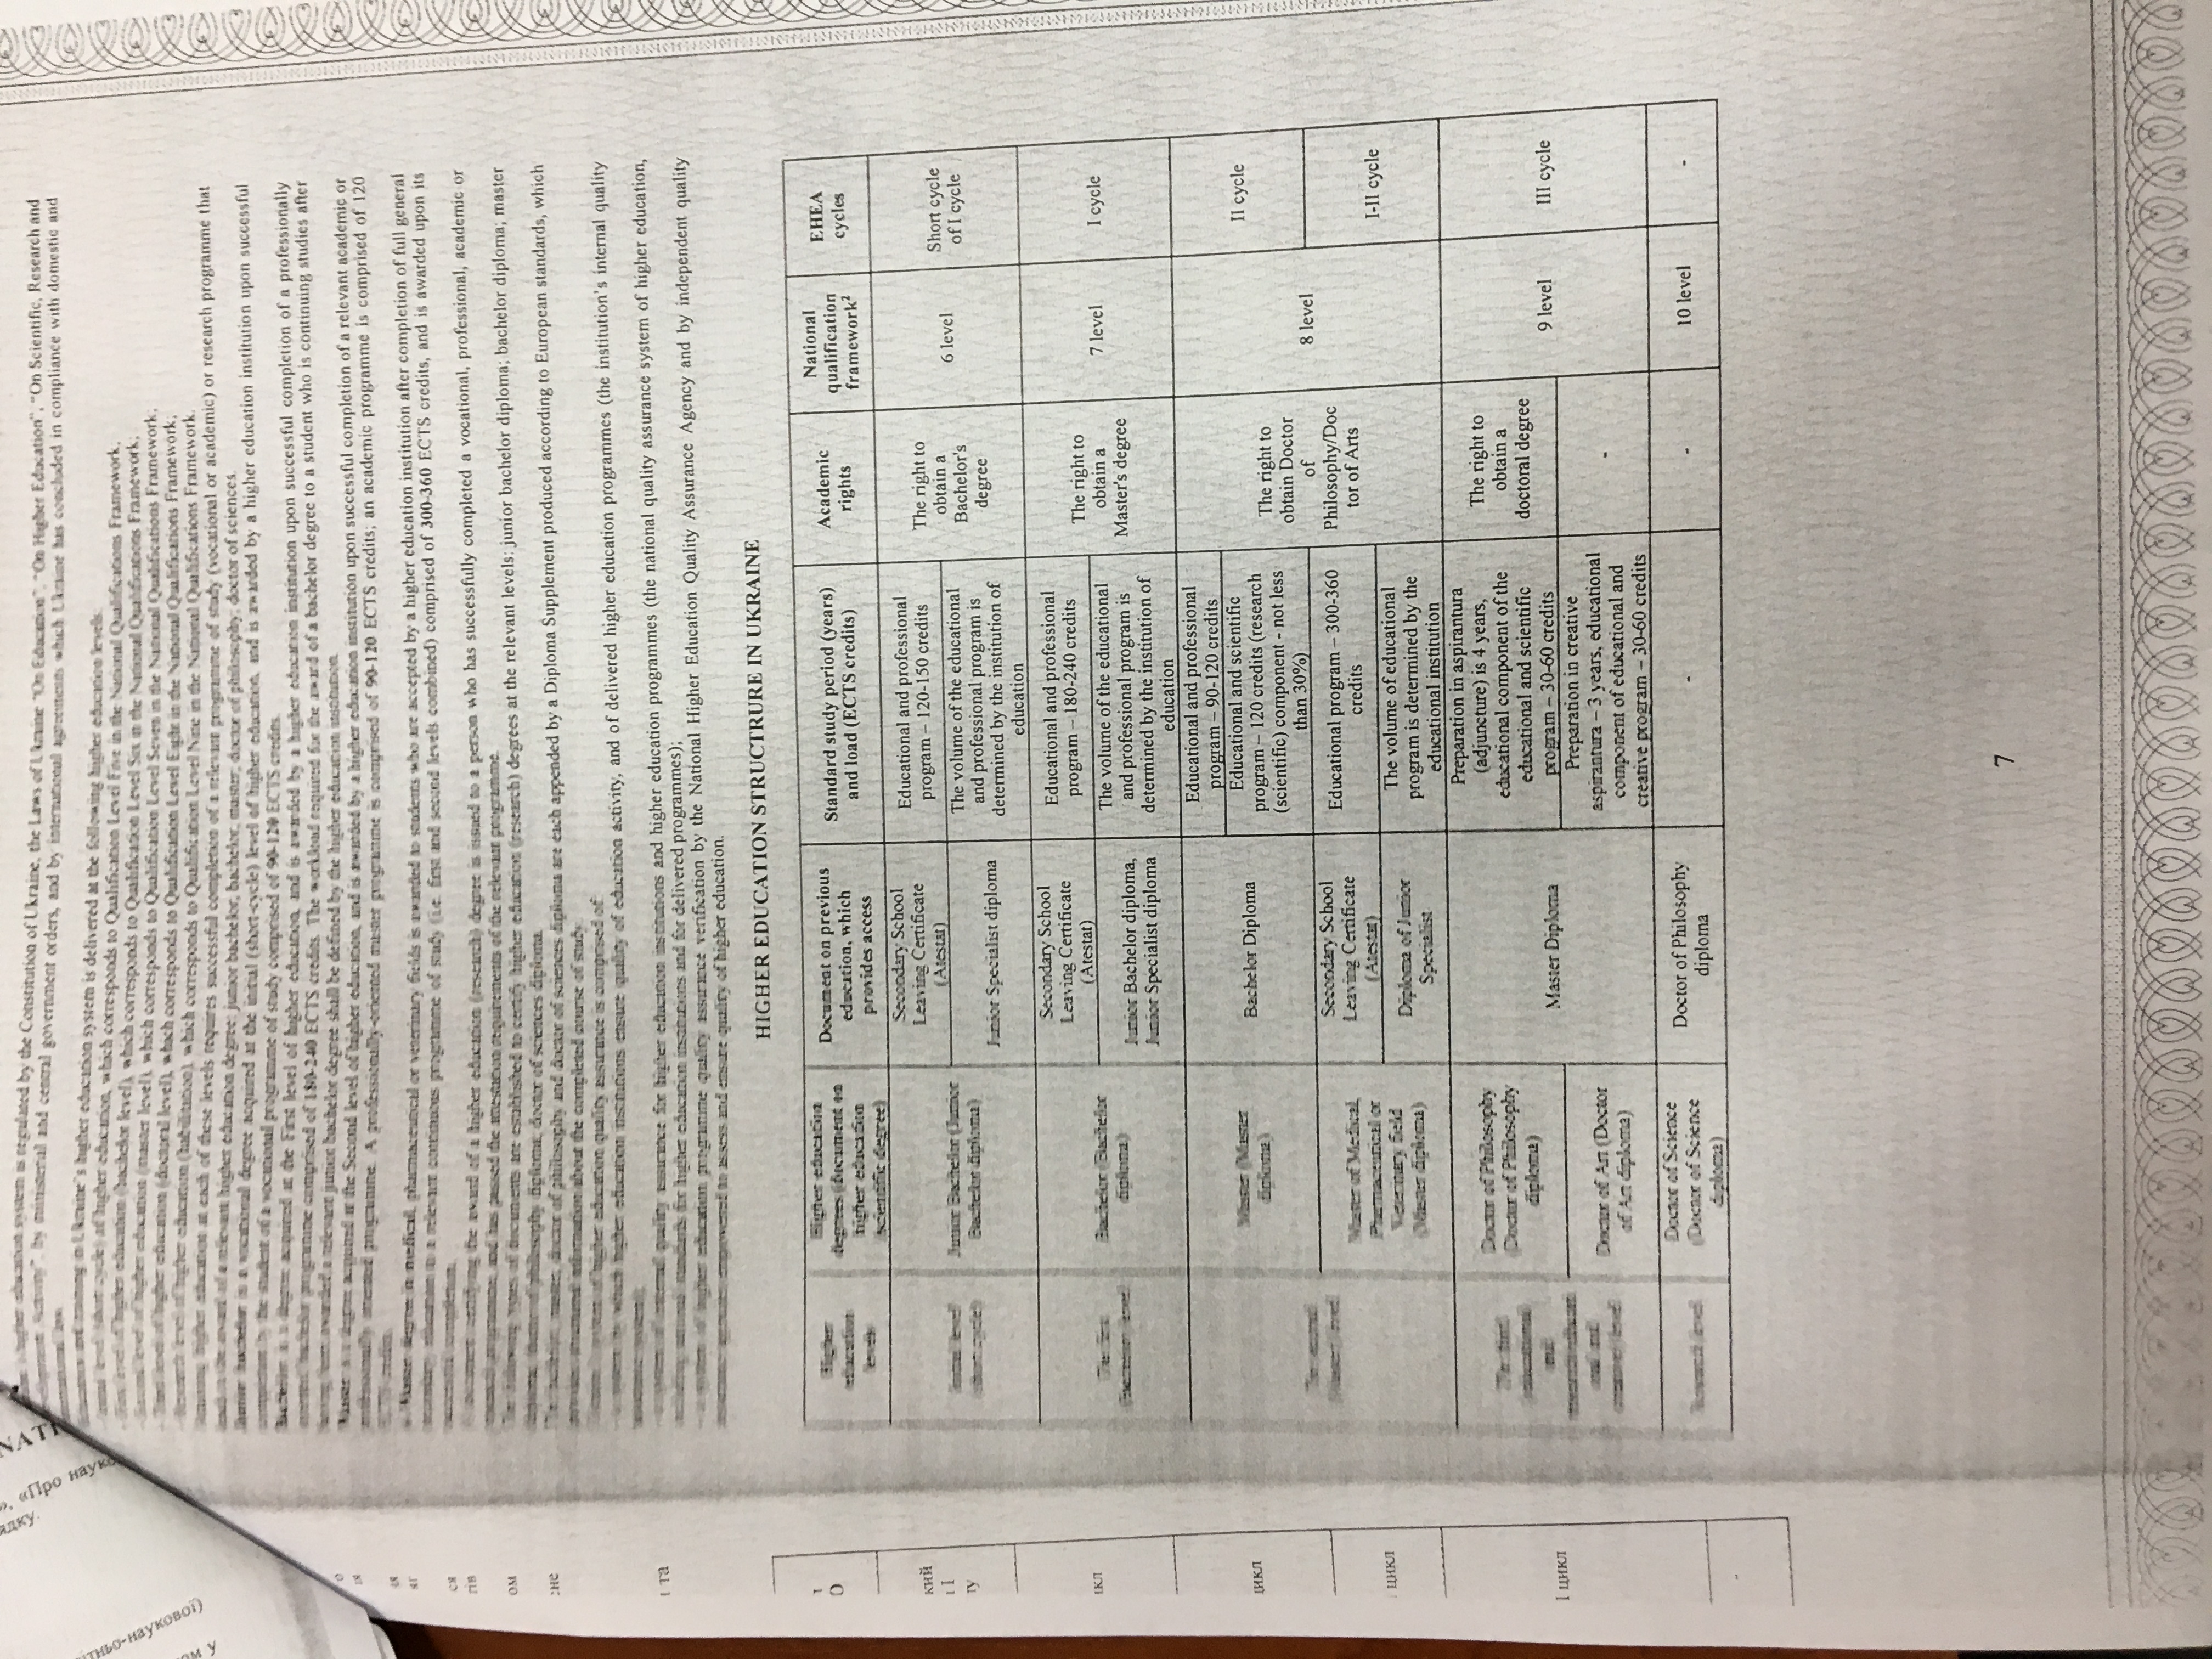 higher education system is regulated by the Constitution of Ukraine, the Laws of Ukraine "On Education", "On Higher Education", "On Scientific, Research and
by ministerial and central government orders, and by international agreements which Ukraine has concluded in compliance with domestic and
and training in Ukraine's higher education system is delivered at the following higher education levels:
level (short cycle) of higher education, which corresponds to Qualification Level Five in the National Qualifications Framework;
level of higher education (bachelor level), which corresponds to Qualification Level Six in the National Qualifications Framework;
level of higher education (master level), which corresponds to Qualification Level Seven in the National Qualifications Framework;
level of higher education (doctoral level), which corresponds to Qualification Level Eight in the National Qualifications Framework;
level of higher education (habilitation), which corresponds to Qualification Level Nine in the National Qualifications Framework.
higher education at each of these levels requires successful completion of a relevant programme of study (vocational or academic) or research programme that
award of a relevant higher education degree: junior bachelor; bachelor; master; doctor of philosophy; doctor of sciences.
Junior bachelor is a vocational degree acquired at the initial (short-cycle) level of higher education, and is awarded by a higher education institution upon successful
completion by the student of a vocational programme of study comprised of 90-120 ECTS credits.
Bachelor is a degree acquired at the First level of higher education, and is awarded by a higher education institution upon successful completion of a professionally
bachelor programme comprised of 180-240 ECTS credits. The workload required for the award of a bachelor degree to a student who is continuing studies after
having been awarded a relevant junior bachelor degree shall be defined by the higher education institution.
Master is a degree acquired at the Second level of higher education, and is awarded by a higher education institution upon successful completion of a relevant academic or
professionally oriented programme. A professionally-oriented master programme is comprised of 90-120 ECTS credits; an academic programme is comprised of 120
ECTS credits.
Master degree in medical, pharmaceutical or veterinary fields is awarded to students who are accepted by a higher education institution after completion of full general
secondary education to a relevant continuous programme of study (i.e. first and second levels combined) comprised of 300-360 ECTS credits, and is awarded upon its
successful completion.
document certifying the award of a higher education (research) degree is issued to a person who has successfully completed a vocational, professional, academic or
programme, and has passed the attestation requirements of the relevant programme.
The following types of documents are established to certify higher education (research) degrees at the relevant levels: junior bachelor diploma; bachelor diploma; master
diploma; doctor of philosophy diploma; doctor of sciences diploma.
The bachelor, master, doctor of philosophy and doctor of sciences diploma are each appended by a Diploma Supplement produced according to European standards, which
structured information about the completed course of study.
system of higher education quality assurance is comprised of:
system by which higher education institutions ensure quality of education activity, and of delivered higher education programmes (the institution's internal quality
system of external quality assurance for higher education institutions and higher education programmes (the national quality assurance system of higher education,
including national standards for higher education institutions and for delivered programmes);
system of higher education programme quality assurance verification by the National Higher Education Quality Assurance Agency and by independent quality
empowered to assess and ensure quality of higher education.
HIGHER EDUCATION STRUCTRURE IN UKRAINE
Higher
education
levels
Higher education
degrees (document on
higher education
scientific degree)
Document on previous
education, which
provides access
Standard study period (years)
and load (ECTS credits)
Academic
rights
National
qualification
framework²
EHEA
cycles
Initial level
(short cycle)
Junior Bachelor (Junior
Bachelor diploma)
Secondary School
Leaving Certificate
(Atestat)
Educational and professional
program – 120-150 credits
Junior Specialist diploma
The volume of the educational
and professional program is
determined by the institution of
education
The right to
obtain a
Bachelor's
degree
6 level
Short cycle
of I cycle
The first
level)
Bachelor (Bachelor
diploma)
Secondary School
Leaving Certificate
(Atestat)
Educational and professional
program – 180-240 credits
Junior Bachelor diploma,
Junior Specialist diploma
The volume of the educational
and professional program is
determined by the institution of
education
The right to
obtain a
Master's degree
7 level
I cycle
The second
(Master) level
Master (Master
diploma)
Bachelor Diploma
Educational and professional
program – 90-120 credits
Educational and scientific
program – 120 credits (research
(scientific) component - not less
than 30%)
Master of Medical,
Pharmaceutical or
Veterinary field
(Master diploma)
Secondary School
Leaving Certificate
(Atestat)
Educational program – 300-360
credits
Diploma of Junior
Specialist
The volume of educational
program is determined by the
educational institution
The right to
obtain Doctor
of
Philosophy/Doc
tor of Arts
8 level
II cycle
I-II cycle
The third
educational
Doctor of Philosophy
(Doctor of Philosophy
diploma)
Master Diploma
Preparation in aspirantura
(adjuncture) is 4 years,
educational component of the
educational and scientific
program – 30-60 credits
The right to
obtain a
doctoral degree
Doctor of Art (Doctor
of Art diploma)
Preparation in creative
aspirantura – 3 years, educational
component of educational and
creative program – 30-60 credits
-
9 level
III cycle
Research level
Doctor of Science
(Doctor of Science
diploma)
Doctor of Philosophy
diploma
-
-
10 level
-
7
«Про науко
ом
та
кий
цикл
цикл